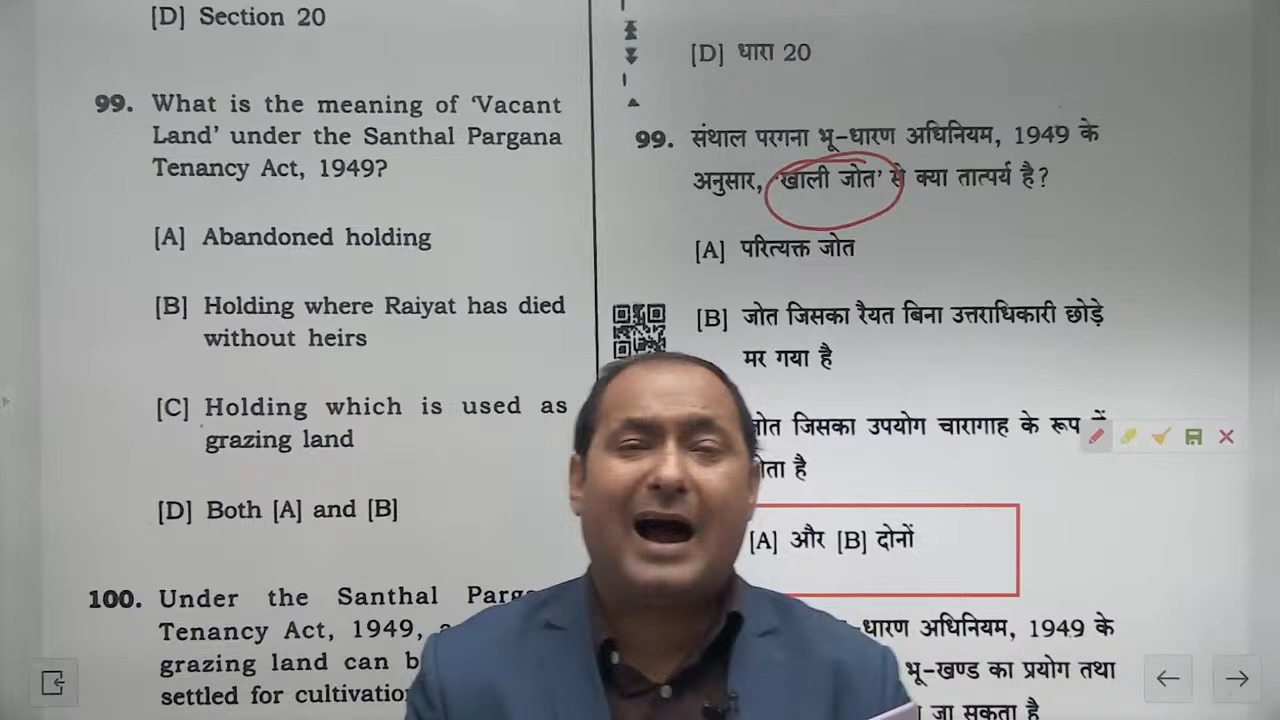 [D] Section 20
99. What is the meaning of ‘Vacant
Land’ under the Santhal Pargana
Tenancy Act, 1949?
[A] Abandoned holding
[B] Holding where Raiyat has died
without heirs
[C] Holding which is used as
grazing land
[D] Both [A] and [B]
100. Under the Santhal
Tenancy Act, 1949,
grazing land can
settled for
[D] धारा 20
99. संथाल परगना भू-धारण अधिनियम, 1949 के
अनुसार, ‘खाली जोत’ से क्या तात्पर्य है?
[A] परित्यक्त जोत
[B] जोत जिसका रैयत बिना उत्तराधिकारी छोड़े
मर गया है
जिसका उपयोग चारागाह के रूप
है
[A] और [B] दोनों
अधिनियम, 1949 के
भू-खण्ड का प्रयोग तथा
जा सकता है